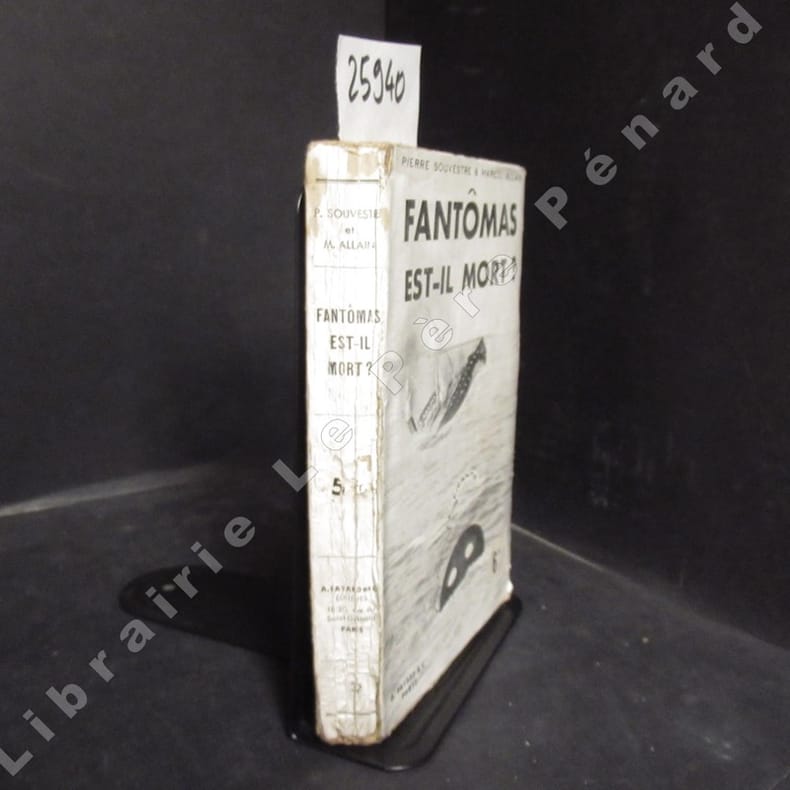 25940
P. SOUVESTRE
et
M. ALLAIN
FANTÔMAS
EST-IL
MORT ?
5
PARIS
PIERRE SOUVESTRE & MARCEL ALLAIN
FANTÔMAS
EST-IL MORT ?
6
Librairie Le Père Pénard